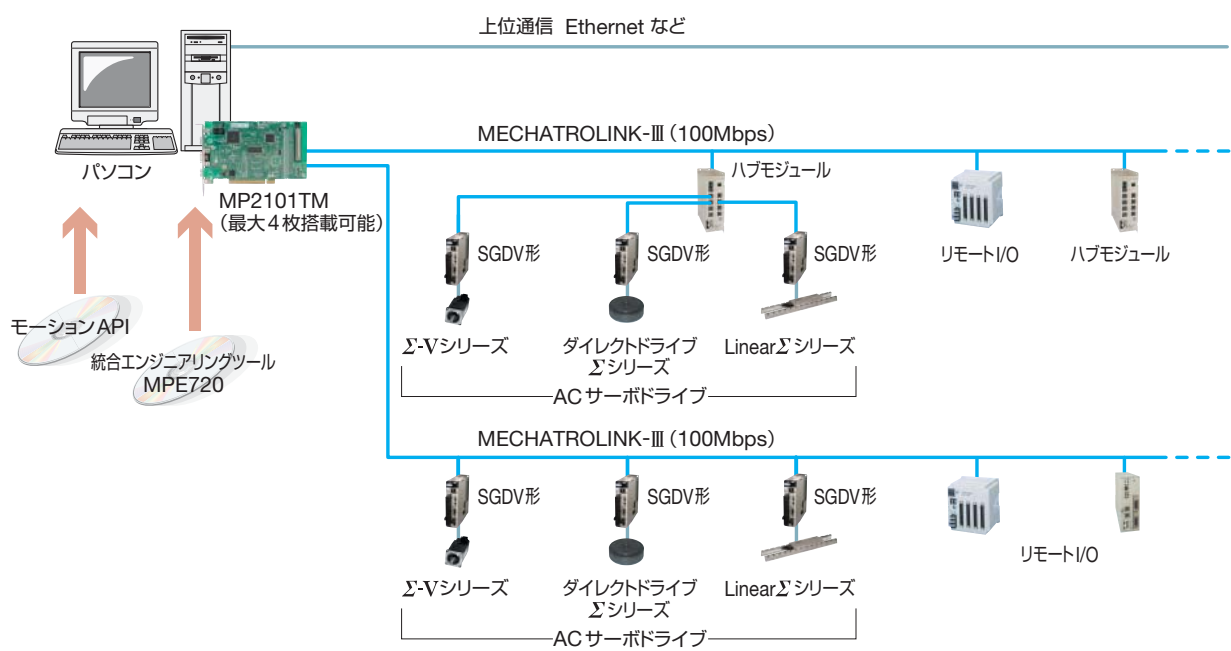 上位通信 Ethernet など
MECHATROLINK-Ⅲ (100Mbps)
パソコン
MP2101TM
(最大4枚搭載可能)
ハブモジュール
SGDV形
SGDV形
SGDV形
リモートI/O
ハブモジュール
モーションAPI
統合エンジニアリングツール
MPE720
Σ-Vシリーズ
ダイレクトドライブ
Σシリーズ
LinearΣシリーズ
ACサーボドライブ
MECHATROLINK-Ⅲ (100Mbps)
SGDV形
SGDV形
SGDV形
リモートI/O
Σ-Vシリーズ
ダイレクトドライブ
Σシリーズ
LinearΣシリーズ
ACサーボドライブ